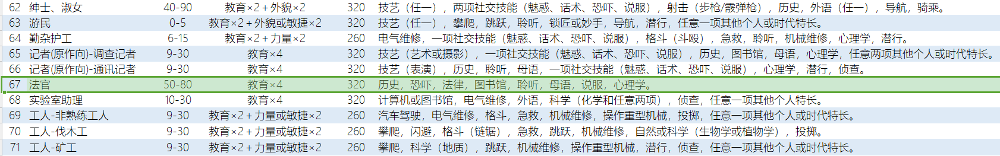 62 绅士、淑女 40-90 教育×2＋外貌×2 320 技艺（任一），两项社交技能（魅惑、话术、恐吓、说服），射击（步枪/霰弹枪），历史，外语（任一），导航，骑乘。
63 游民 0-5 教育×2＋外貌或敏捷×2 320 技艺（任一），攀爬，跳跃，聆听，锁匠或妙手，导航，潜行，任意一项其他个人或时代特长。
64 勤杂护工 6-15 教育×2＋力量×2 260 电气维修，一项社交技能（魅惑、话术、恐吓、说服），格斗（斗殴），急救，聆听，机械维修，心理学，潜行。
65 记者(原作向)-调查记者 9-30 教育×4 320 技艺（艺术或摄影），一项社交技能（魅惑、话术、恐吓、说服），历史，图书馆，母语，心理学，任意两项其他个人或时代特长。
66 记者(原作向)-通讯记者 9-30 教育×4 320 技艺（表演），历史，聆听，母语，一项社交技能（魅惑、话术、恐吓、说服），心理学，潜行，侦查。
67 法官 50-80 教育×4 320 历史，恐吓，法律，图书馆，聆听，母语，说服，心理学。
68 实验室助理 10-30 教育×4 320 计算机或图书馆，电气维修，外语，科学（化学和任意两项），侦查，任意一项其他个人特长。
69 工人-非熟练工人 9-30 教育×2＋力量或敏捷×2 260 汽车驾驶，电气维修，格斗，急救，机械维修，操作重型机械，投掷，任意一项其他个人或时代特长。
70 工人-伐木工 9-30 教育×2＋力量或敏捷×2 260 攀爬，闪避，格斗（链锯），急救，跳跃，机械维修，自然或科学（生物学或植物学），投掷。
71 工人-矿工 9-30 教育×2＋力量或敏捷×2 260 攀爬，科学（地质），跳跃，机械维修，操作重型机械，潜行，侦查，任意一项其他个人或时代特长。